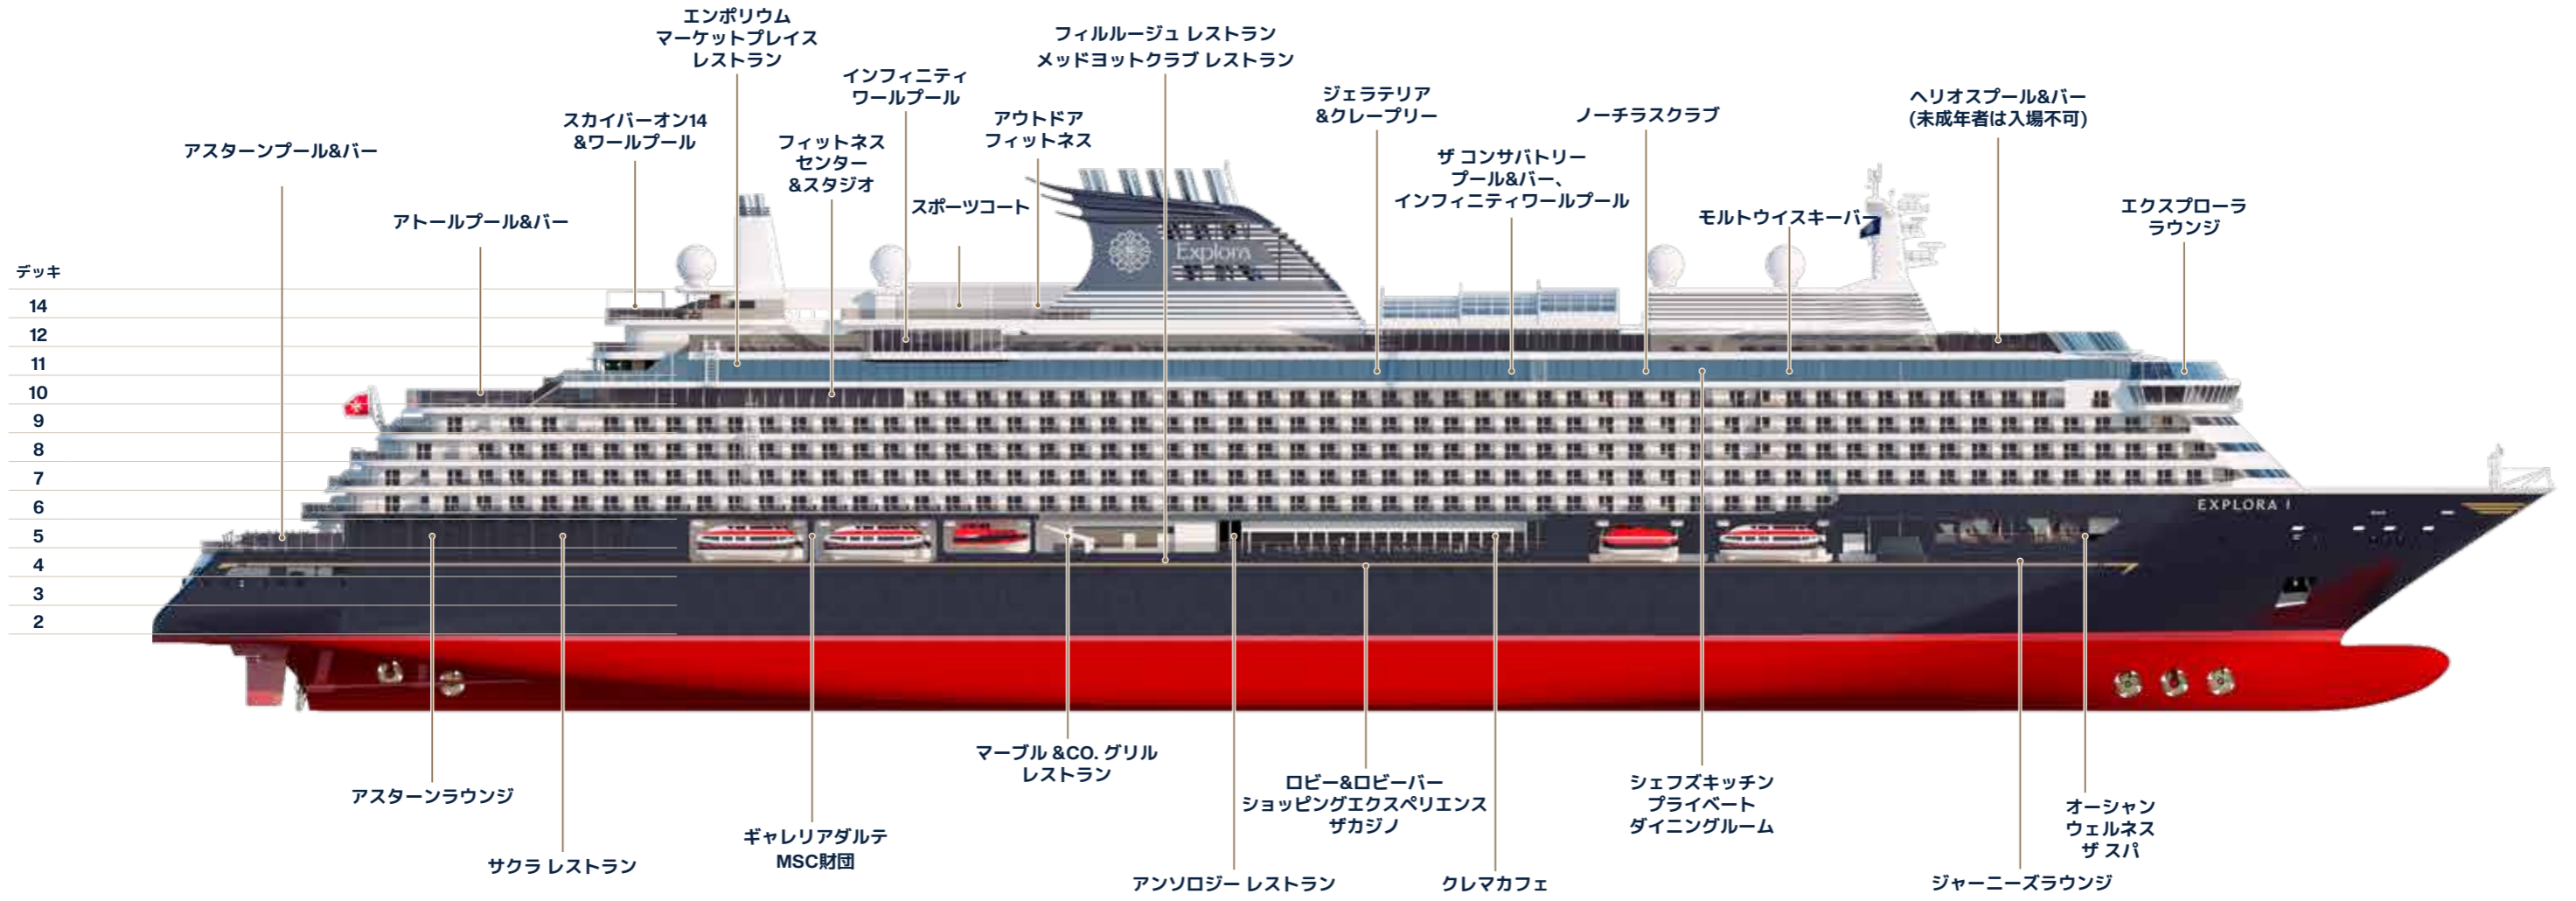 エンポリウム
マーケットプレイス
レストラン
フィルルージュ レストラン
メッドヨットクラブ レストラン
インフィニティ
ワールプール
ジェラテリア
&クレープリー
ヘリオスプール&バー
(未成年者は入場不可)
スカイバーオン14
&ワールプール
アウトドア
フィットネス
ノーチラスクラブ
アスターンプール&バー
フィットネス
センター
&スタジオ
ザ コンサバトリー
プール&バー、
インフィニティワールプール
アトールプール&バー
スポーツコート
モルトウイスキーバー
エクスプローラ
ラウンジ
Explora
デッキ
14
12
11
10
9
8
7
6
5
4
3
2
EXPLORA I
アスターンラウンジ
サクラ レストラン
ギャレリアダルテ
MSC財団
マーブル &CO. グリル
レストラン
アンソロジー レストラン
ロビー&ロビーバー
ショッピングエクスペリエンス
ザカジノ
クレマカフェ
シェフズキッチン
プライベート
ダイニングルーム
ジャーニーズラウンジ
オーシャン
ウェルネス
ザ スパ